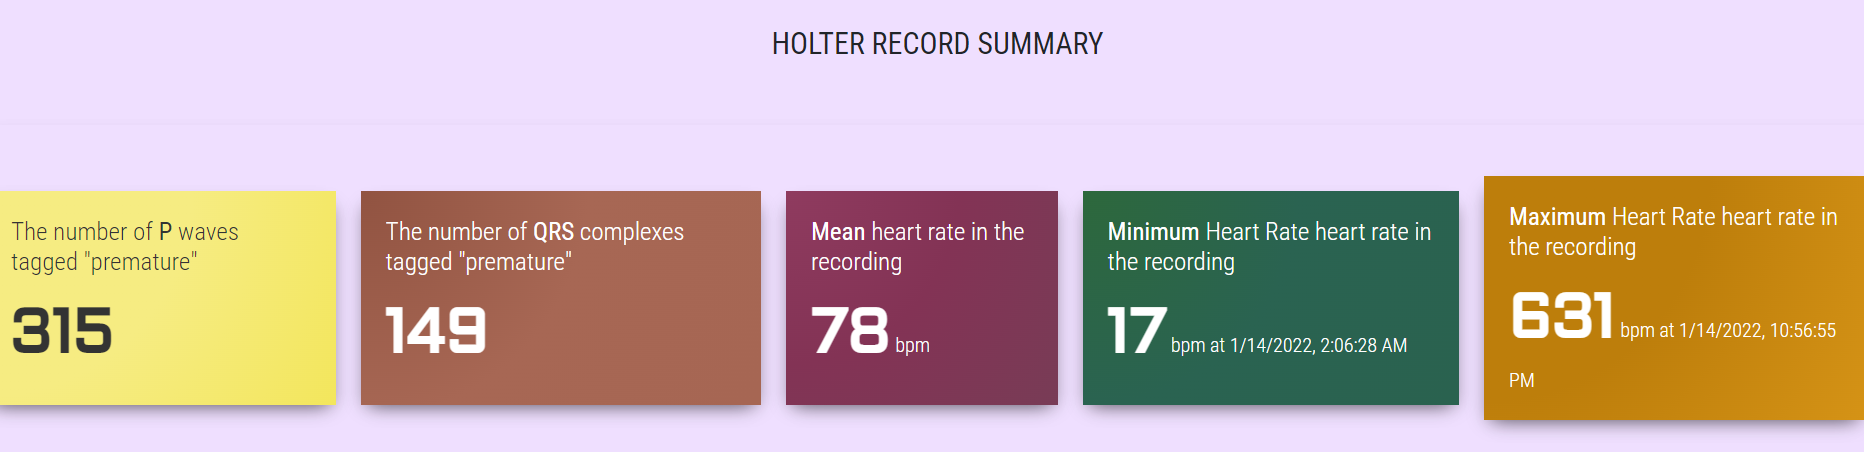 HOLTER RECORD SUMMARY
The number of P waves
tagged "premature"
315
The number of QRS complexes
tagged "premature"
149
Mean heart rate in the
recording
78 bpm
Minimum Heart Rate heart rate in
the recording
17 bpm at 1/14/2022, 2:06:28 AM
Maximum Heart Rate heart rate in
the recording
631 bpm at 1/14/2022, 10:56:55
PM